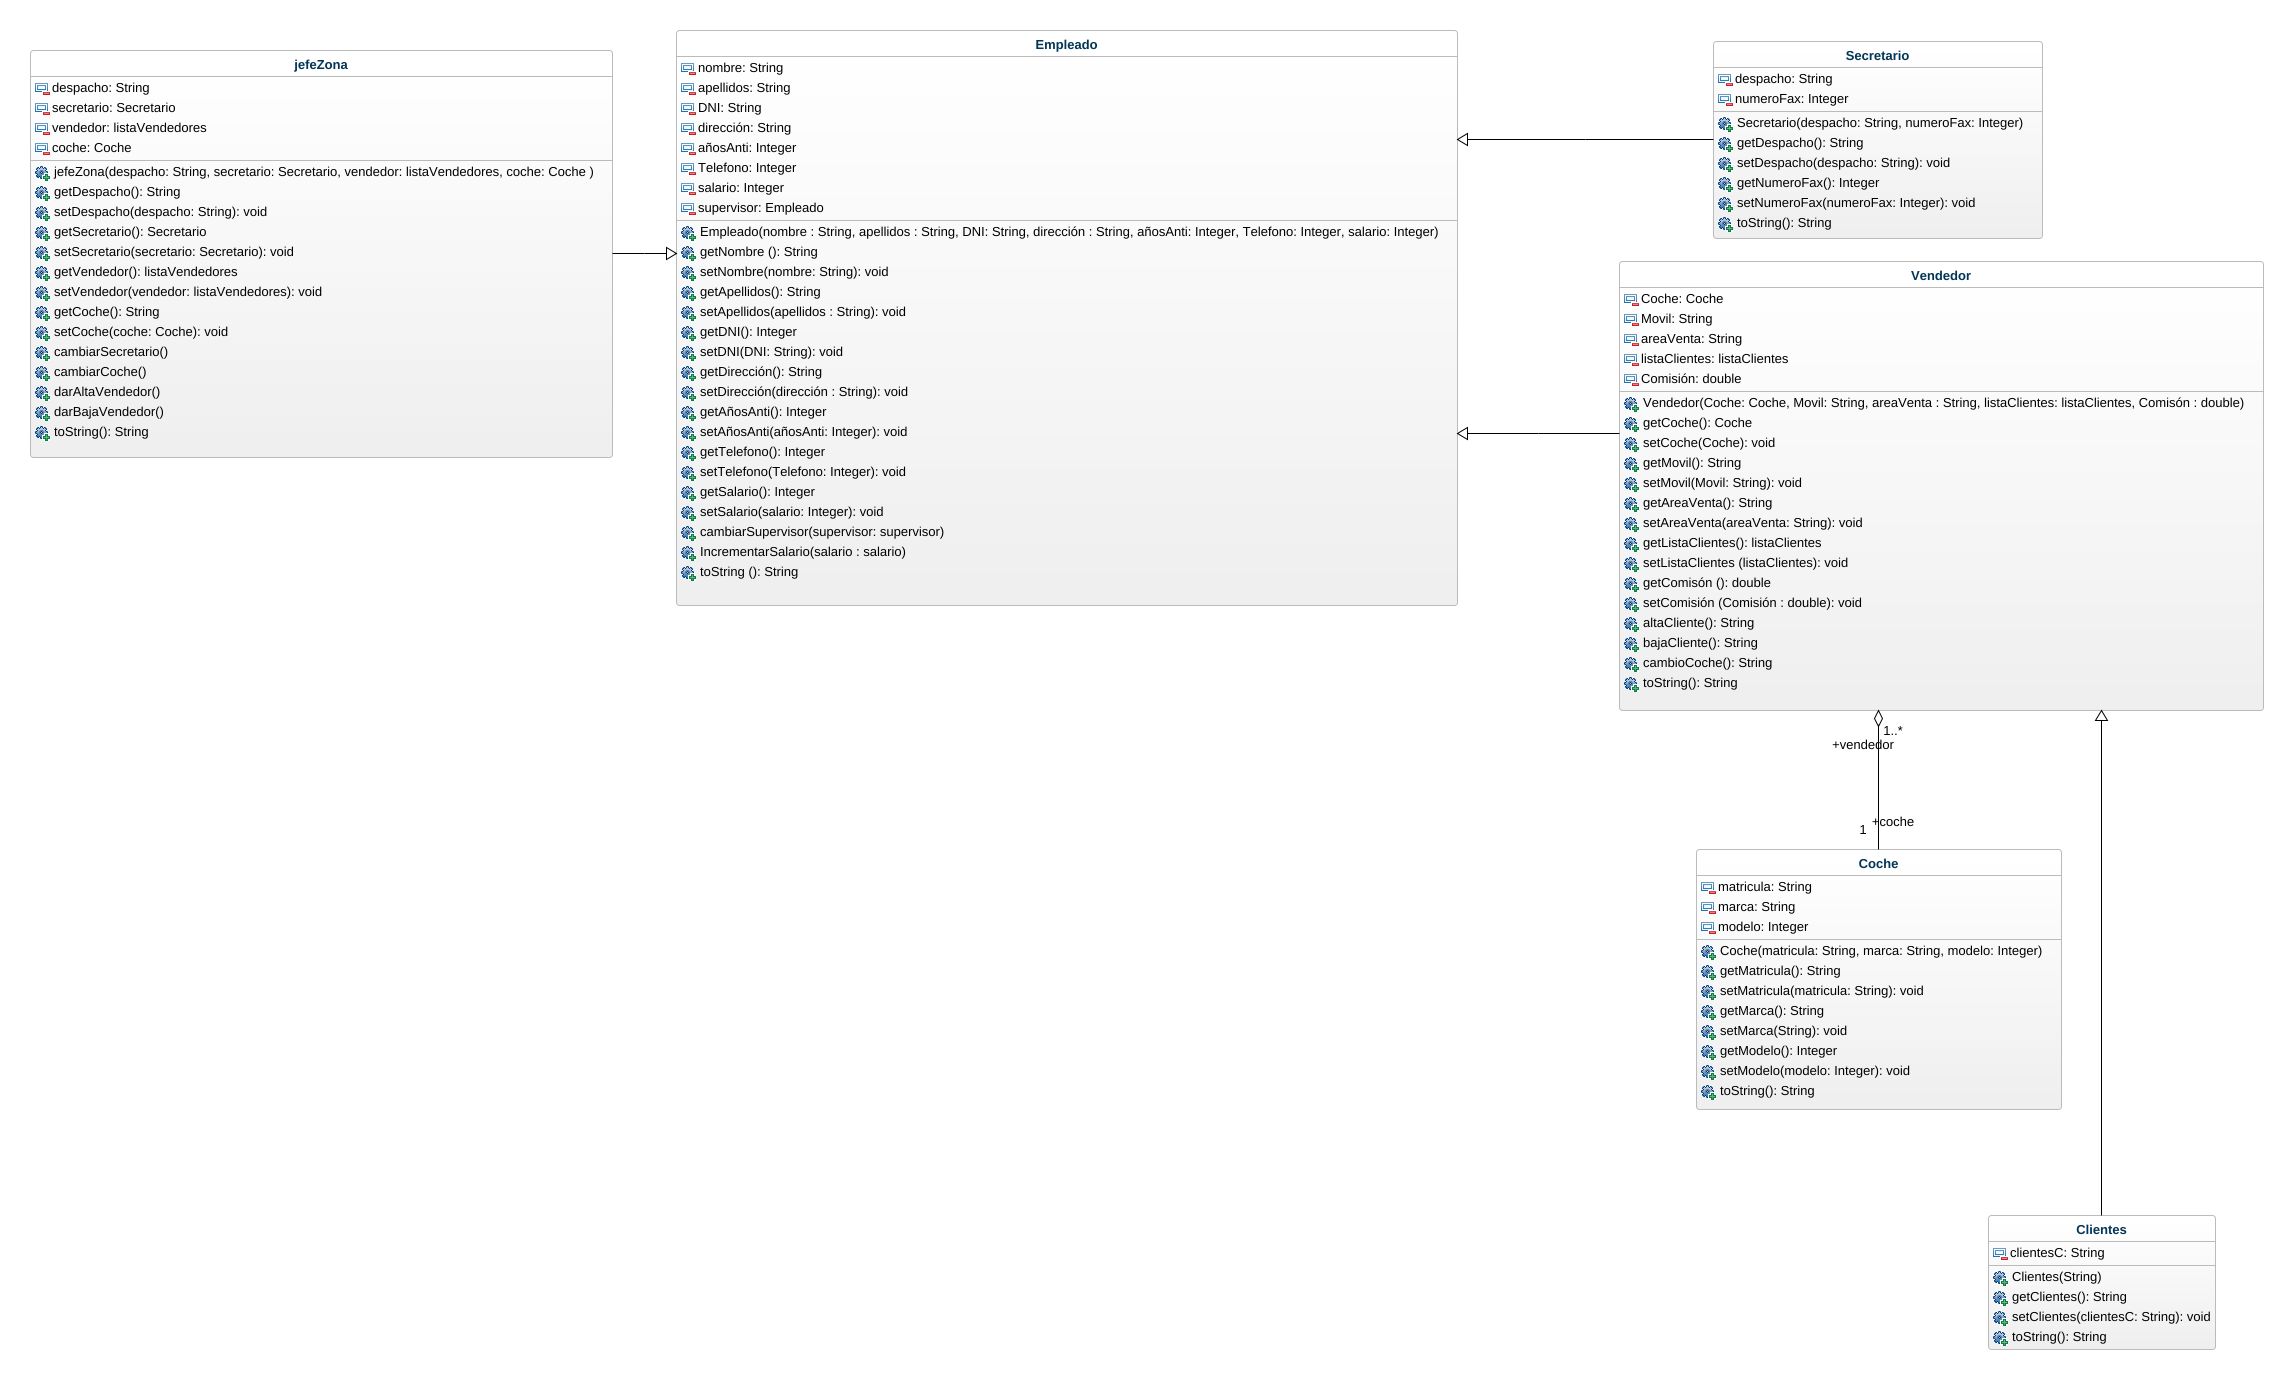 jefeZona
despacho: String
secretario: Secretario
vendedor: listaVendedores
coche: Coche
jefeZona(despacho: String, secretario: Secretario, vendedor: listaVendedores, coche: Coche )
getDespacho(): String
setDespacho(despacho: String): void
getSecretario(): Secretario
setSecretario(secretario: Secretario): void
getVendedor(): listaVendedores
setVendedor(vendedor: listaVendedores): void
getCoche(): String
setCoche(coche: Coche): void
cambiarSecretario()
cambiarCoche()
darAltaVendedor()
darBajaVendedor()
toString(): String
Empleado
nombre: String
apellidos: String
DNI: String
dirección: String
añosAnti: Integer
Telefono: Integer
salario: Integer
supervisor: Empleado
Empleado(nombre : String, apellidos : String, DNI: String, dirección : String, añosAnti: Integer, Telefono: Integer, salario: Integer)
getNombre (): String
setNombre(nombre: String): void
getApellidos(): String
setApellidos(apellidos : String): void
getDNI(): Integer
setDNI(DNI: String): void
getDirección(): String
setDirección(dirección : String): void
getAñosAnti(): Integer
setAñosAnti(añosAnti: Integer): void
getTelefono(): Integer
setTelefono(Telefono: Integer): void
getSalario(): Integer
setSalario(salario: Integer): void
cambiarSupervisor(supervisor: supervisor)
IncrementarSalario(salario : salario)
toString (): String
Secretario
despacho: String
numeroFax: Integer
Secretario(despacho: String, numeroFax: Integer)
getDespacho(): String
setDespacho(despacho: String): void
getNumeroFax(): Integer
setNumeroFax(numeroFax: Integer): void
toString(): String
Vendedor
Coche: Coche
Movil: String
areaVenta: String
listaClientes: listaClientes
Comisión: double
Vendedor(Coche: Coche, Movil: String, areaVenta : String, listaClientes: listaClientes, Comisón : double)
getCoche(): Coche
setCoche(Coche): void
getMovil(): String
setMovil(Movil: String): void
getAreaVenta(): String
setAreaVenta(areaVenta: String): void
getListaClientes(): listaClientes
setListaClientes (listaClientes): void
getComisón (): double
setComisión (Comisión : double): void
altaCliente(): String
bajaCliente(): String
cambioCoche(): String
toString(): String
1..*
+vendedor
+coche
1
Coche
matricula: String
marca: String
modelo: Integer
Coche(matricula: String, marca: String, modelo: Integer)
getMatricula(): String
setMatricula(matricula: String): void
getMarca(): String
setMarca(String): void
getModelo(): Integer
setModelo(modelo: Integer): void
toString(): String
Clientes
clientesC: String
Clientes(String)
getClientes(): String
setClientes(clientesC: String): void
toString(): String